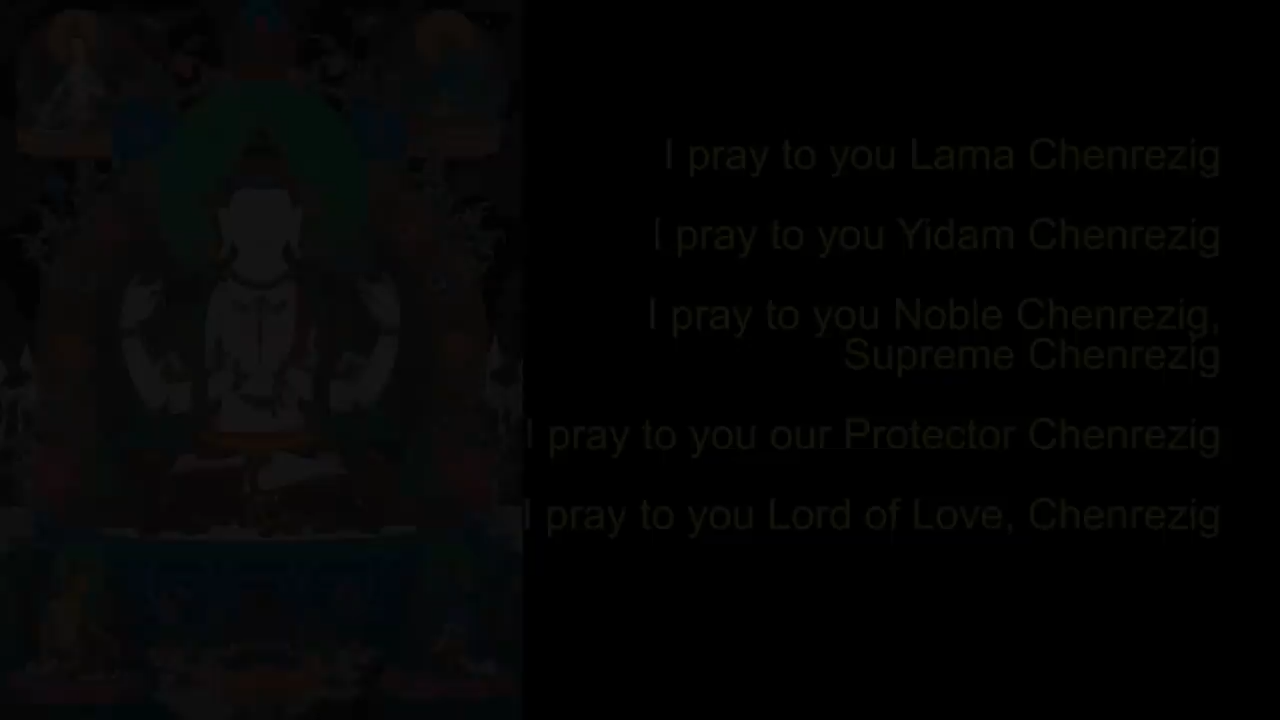 I pray to you Lama Chenrezig
I pray to you Yidam Chenrezig
I pray to you Noble Chenrezig,
Supreme Chenrezig
I pray to you our Protector Chenrezig
I pray to you Lord of Love, Chenrezig